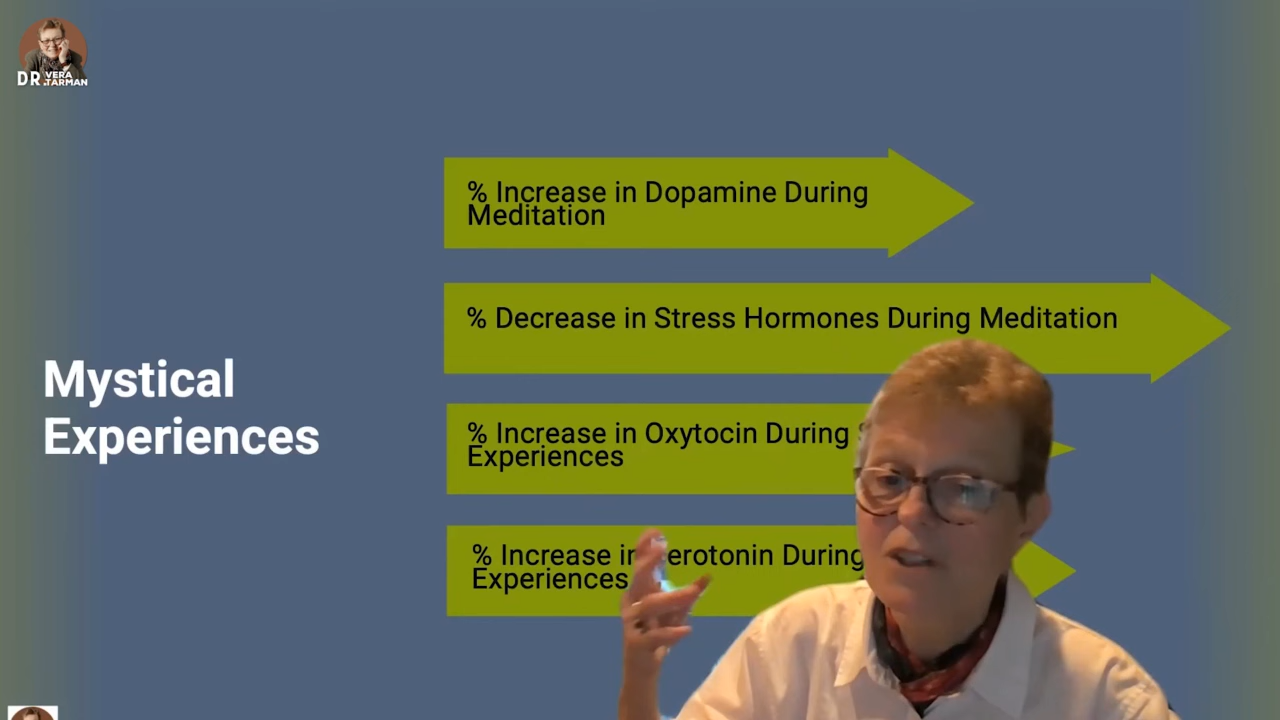 DR. VERA
TARMAN
% Increase in Dopamine During
Meditation
% Decrease in Stress Hormones During Meditation
Mystical
Experiences
% Increase in Oxytocin During
Experiences
% Increase in During
Experiences